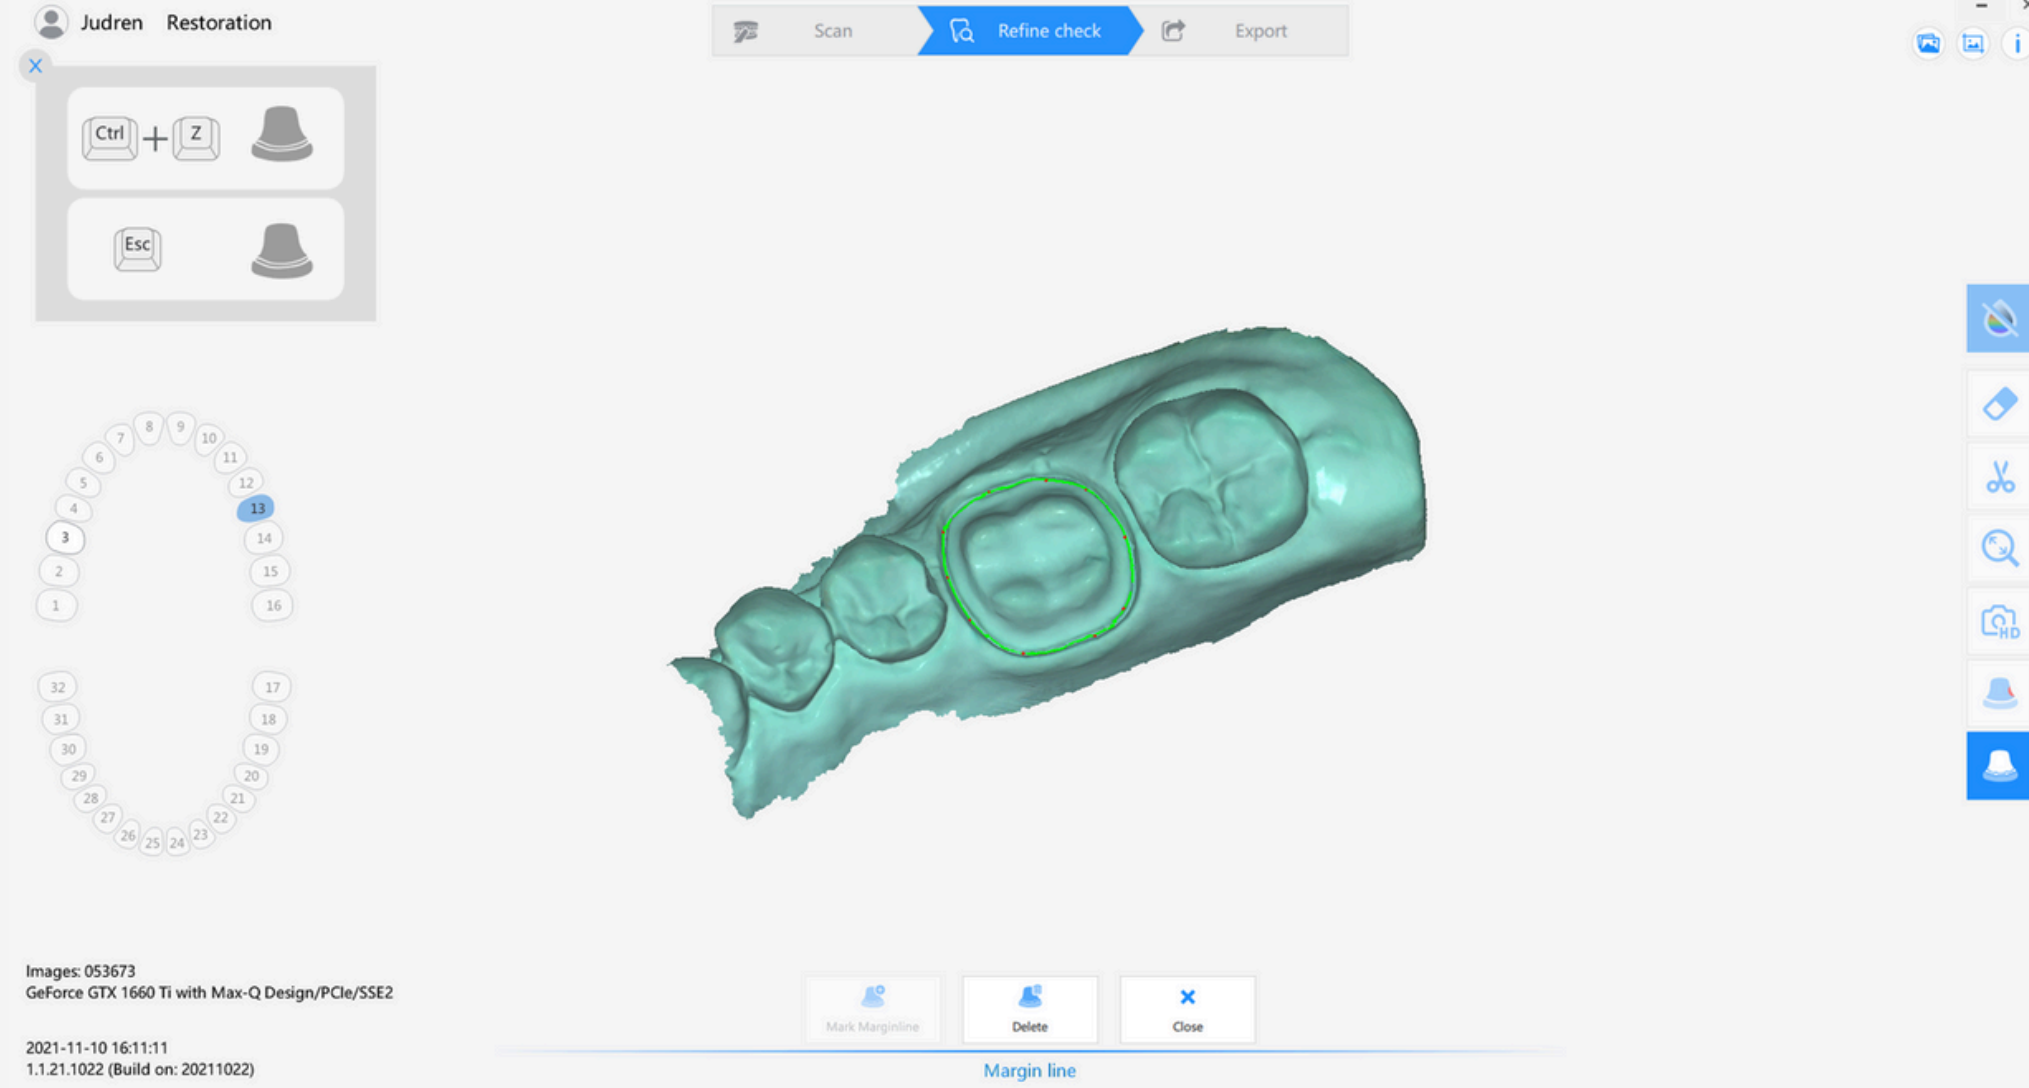 Judren Restoration
Scan
Refine check
Export
Ctrl + Z
Esc
8 9
7 10
6 11
5 12
4 13
3 14
2 15
1 16
32 17
31 18
30 19
29 20
28 21
27 22
26 25 24 23
HD
Images: 053673
GeForce GTX 1660 Ti with Max-Q Design/PCIe/SSE2
2021-11-10 16:11:11
1.1.21.1022 (Build on: 20211022)
Mark Marginline
Delete
Close
Margin line